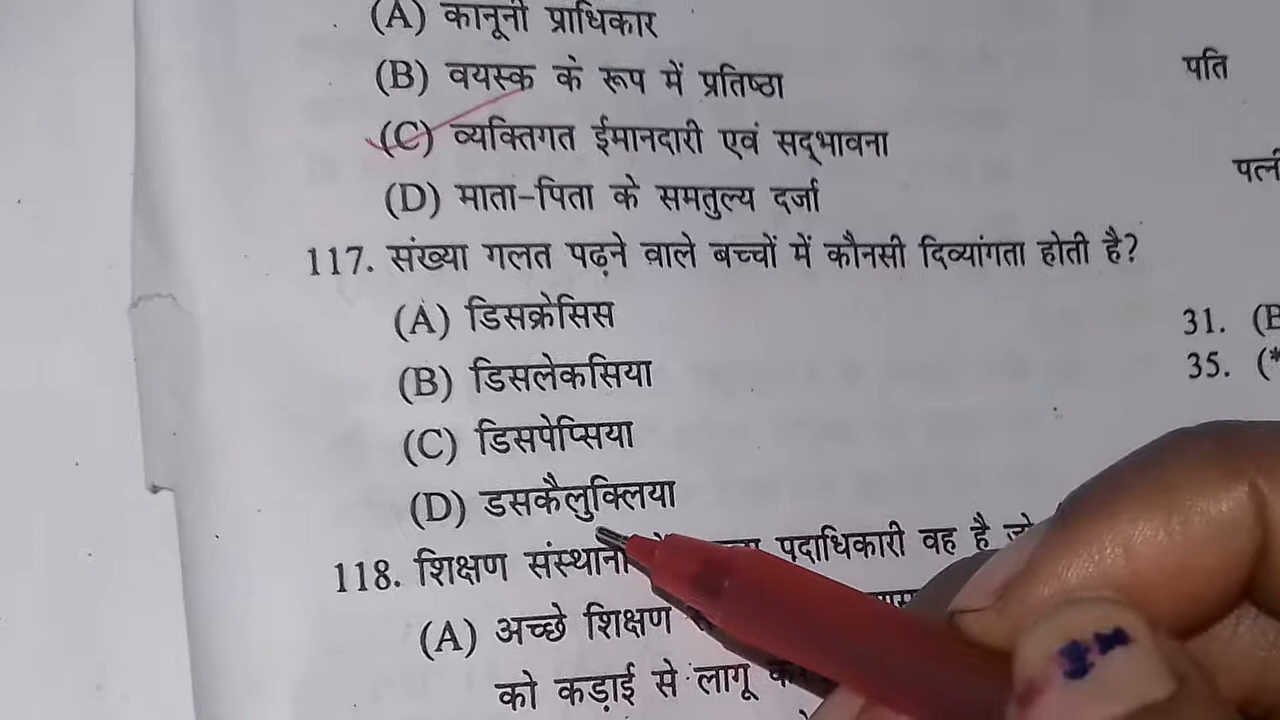 (A) कानूनी प्राधिकार
(B) वयस्क के रूप में प्रतिष्ठा
(C) व्यक्तिगत ईमानदारी एवं सद्‌भावना
(D) माता-पिता के समतुल्य दर्जा
117. संख्या गलत पढ़ने वाले बच्चों में कौनसी दिव्यांगता होती है?
(A) डिसक्रेसिस
(B) डिसलेकसिया
(C) डिसपेप्सिया
(D) डसकैलुक्लिया
118. शिक्षण संस्थानों पदाधिकारी वह है जो
(A) अच्छे शिक्षण
को कड़ाई से लागू
पति
पत्नी
31. (B
35. (*